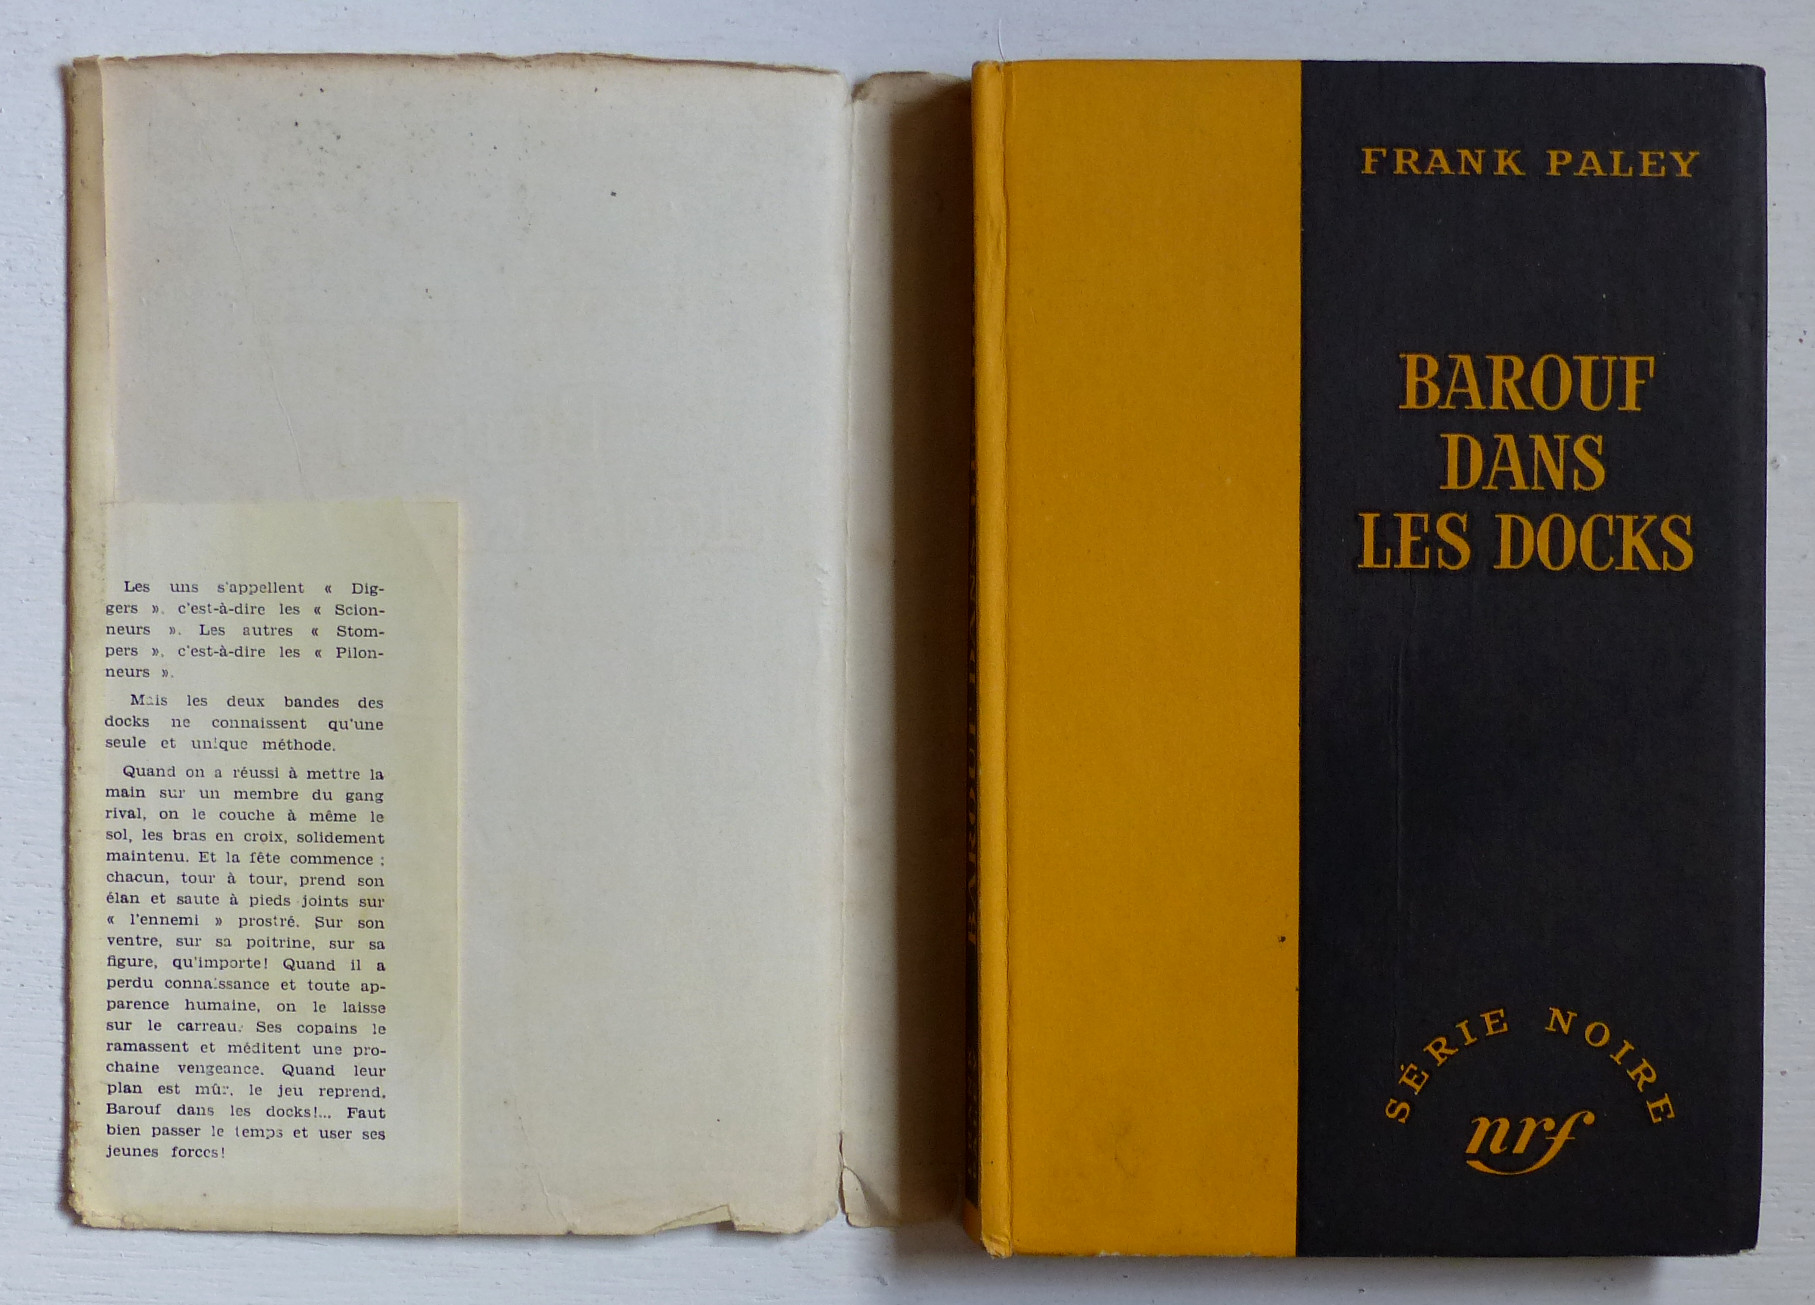 Les uns s'appellent « Dig-
gers », c'est-à-dire les « Scion-
neurs ». Les autres « Stom-
pers », c'est-à-dire les « Pilon-
neurs ».
Mais les deux bandes des
docks ne connaissent qu'une
seule et unique méthode.
Quand on a réussi à mettre la
main sur un membre du gang
rival, on le couche à même le
sol, les bras en croix, solidement
maintenu. Et la fête commence :
chacun, tour à tour, prend son
élan et saute à pieds joints sur
« l'ennemi » prostré. Sur son
ventre, sur sa poitrine, sur sa
figure, qu'importe! Quand il a
perdu connaissance et toute ap-
parence humaine, on le laisse
sur le carreau. Ses copains le
ramassent et méditent une pro-
chaine vengeance. Quand leur
plan est mûr, le jeu reprend.
Barouf dans les docks!... Faut
bien passer le temps et user ses
jeunes forces!
FRANK PALEY
BAROUF
DANS
LES DOCKS
SÉRIE NOIRE
nrf